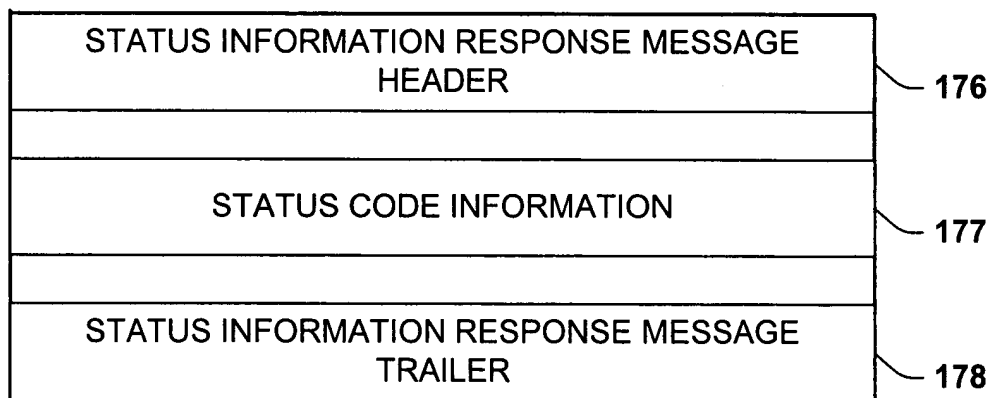 STATUS INFORMATION RESPONSE MESSAGE
HEADER
176
STATUS CODE INFORMATION
177
STATUS INFORMATION RESPONSE MESSAGE
TRAILER
178